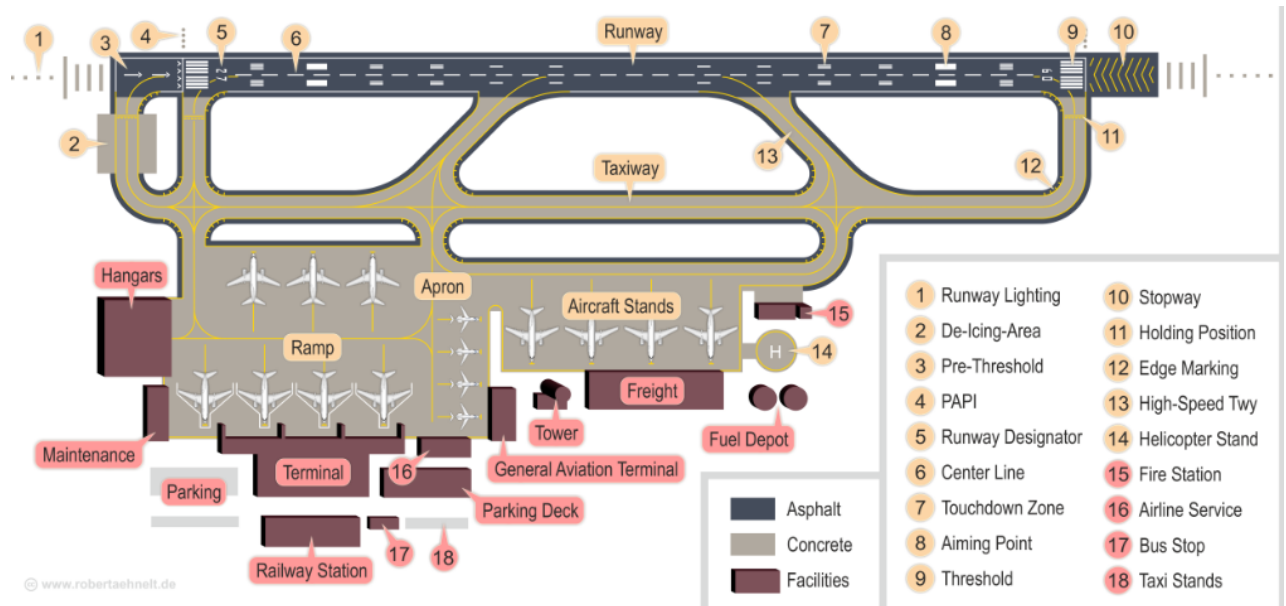 1
3
4
5
6
Runway
7
8
9
10
27
09
2
11
13
12
Taxiway
Hangars
Apron
Aircraft Stands
15
Ramp
H
14
Freight
Maintenance
Tower
Fuel Depot
Terminal
16
General Aviation Terminal
Parking
Parking Deck
Railway Station
17
18
Asphalt
Concrete
Facilities
1 Runway Lighting
2 De-Icing-Area
3 Pre-Threshold
4 PAPI
5 Runway Designator
6 Center Line
7 Touchdown Zone
8 Aiming Point
9 Threshold
10 Stopway
11 Holding Position
12 Edge Marking
13 High-Speed Twy
14 Helicopter Stand
15 Fire Station
16 Airline Service
17 Bus Stop
18 Taxi Stands
www.robertaehnelt.de